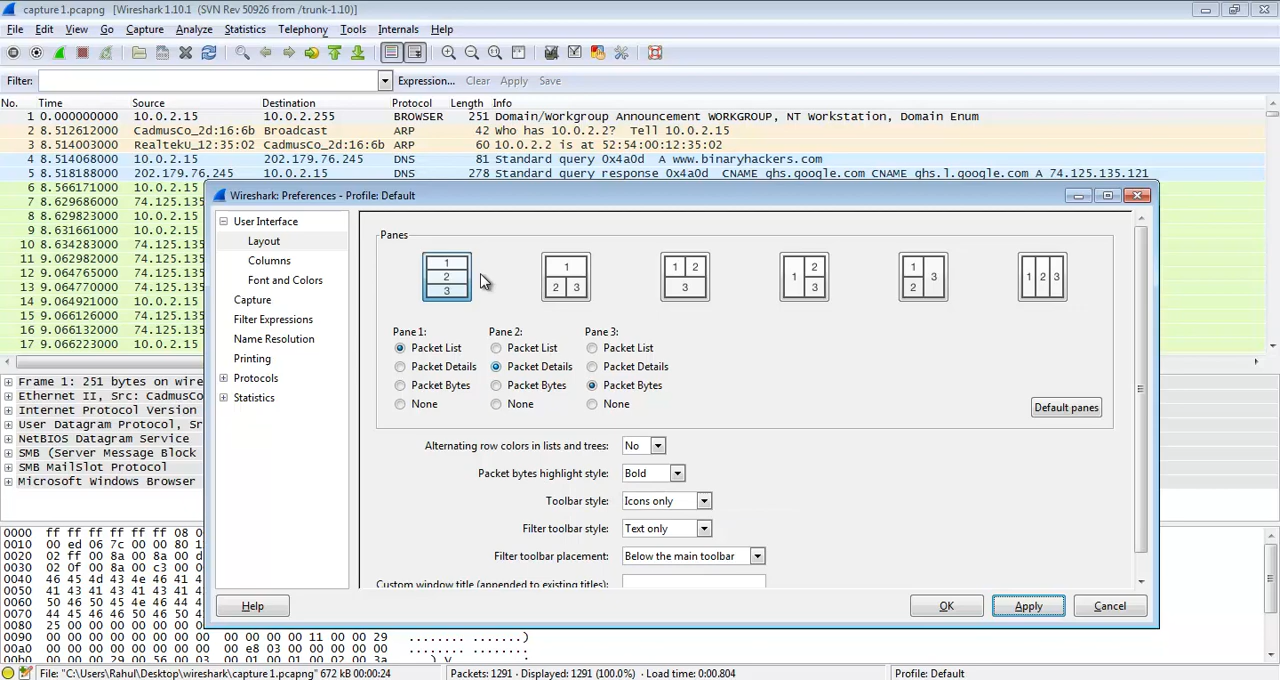 capture 1.pcapng [Wireshark 1.10.1 (SVN Rev 50926 from /trunk-1.10)]
File Edit View Go Capture Analyze Statistics Telephony Tools Internals Help
Filter: Expression... Clear Apply Save
No. Time Source Destination Protocol Length Info
1 0.000000000 10.0.2.15 10.0.2.255 BROWSER 251 Domain/Workgroup Announcement WORKGROUP, NT Workstation, Domain Enum
2 8.512612000 CadmusCo_2d:16:6b Broadcast ARP 42 Who has 10.0.2.2? Tell 10.0.2.15
3 8.514003000 RealtekU_12:35:02 CadmusCo_2d:16:6b ARP 60 10.0.2.2 is at 52:54:00:12:35:02
4 8.514068000 10.0.2.15 202.179.76.245 DNS 81 Standard query 0x4a0d A www.binaryhackers.com
5 8.518188000 202.179.76.245 10.0.2.15 DNS 278 Standard query response 0x4a0d CNAME ghs.google.com CNAME ghs.l.google.com A 74.125.135.121
6 8.566171000 10.0.2.15
7 8.629686000 74.125.135
8 8.629823000 10.0.2.15
9 8.631661000 10.0.2.15
10 8.634283000 74.125.135
11 9.062982000 74.125.135
12 9.064765000 74.125.135
13 9.064770000 74.125.135
14 9.064921000 10.0.2.15
15 9.066126000 74.125.135
16 9.066132000 74.125.135
17 9.066223000 10.0.2.15
Wireshark: Preferences - Profile: Default
User Interface
Layout
Columns
Font and Colors
Capture
Filter Expressions
Name Resolution
Printing
Protocols
Statistics
Panes
1 2 3
1 2 3
1 2 3
1 2 3
1 2 3
1 2 3
Pane 1: Pane 2: Pane 3:
Packet List Packet List Packet List
Packet Details Packet Details Packet Details
Packet Bytes Packet Bytes Packet Bytes
None None None
Default panes
Alternating row colors in lists and trees: No
Packet bytes highlight style: Bold
Toolbar style: Icons only
Filter toolbar style: Text only
Filter toolbar placement: Below the main toolbar
Custom window title (appended to existing titles):
Help OK Apply Cancel
Frame 1: 251 bytes on wire
Ethernet II, Src: CadmusCo
Internet Protocol Version
User Datagram Protocol, Sr
NetBIOS Datagram Service
SMB (Server Message Block
SMB MailSlot Protocol
Microsoft Windows Browser
0000 ff ff ff ff ff ff 08 0
0010 00 ed 06 7c 00 00 80 1
0020 02 ff 00 8a 00 8a 00 d
0030 02 0f 00 8a 00 c3 00 0
0040 46 45 4d 43 4e 46 41 4
0050 41 43 41 43 41 43 41 4
0060 50 46 50 45 4e 46 44 4
0070 44 45 46 46 50 46 50 4
0080 25 00 00 00 00 00 00 0
0090 00 00 00 00 00 11 00 00 29 ........ .......)
00a0 00 e8 03 00 00 00 00 ........ ........
File: "C:\Users\Rahul\Desktop\wireshark\capture 1.pcapng" 672 kB 00:00:24 Packets: 1291 - Displayed: 1291 (100.0%) - Load time: 0:00.804 Profile: Default